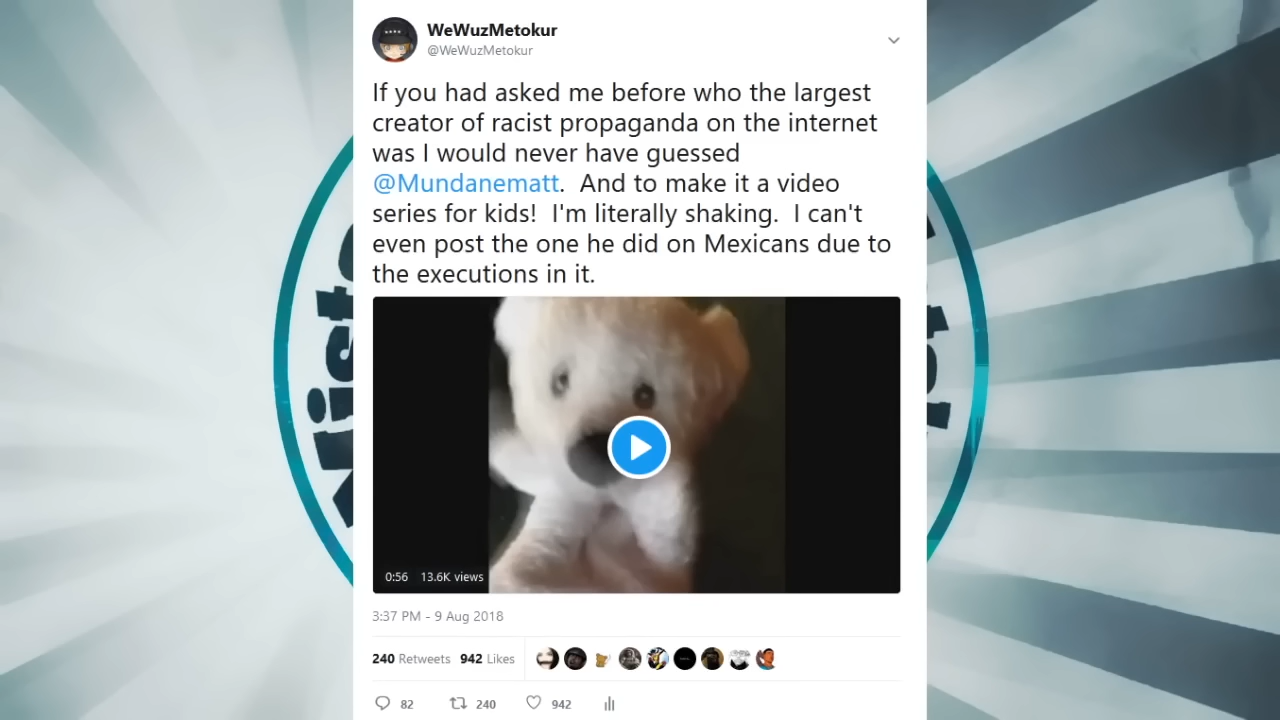 WeWuzMetokur
@WeWuzMetokur
If you had asked me before who the largest
creator of racist propaganda on the internet
was I would never have guessed
@Mundanematt.  And to make it a video
series for kids!  I'm literally shaking.  I can't
even post the one he did on Mexicans due to
the executions in it.
0:56 13.6K views
3:37 PM - 9 Aug 2018
240 Retweets 942 Likes
82 240 942